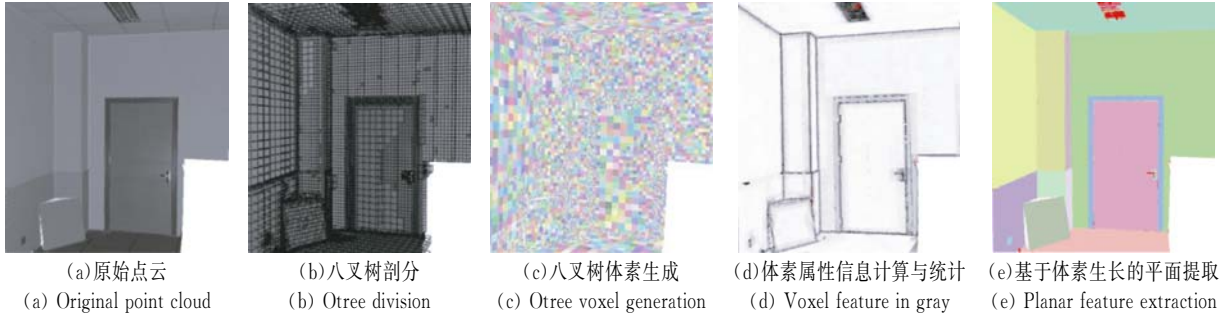 (a)原始点云
(a) Original point cloud
(b)八叉树剖分
(b) Otree division
(c)八叉树体素生成
(c) Otree voxel generation
(d)体素属性信息计算与统计
(d) Voxel feature in gray
(e)基于体素生长的平面提取
(e) Planar feature extraction